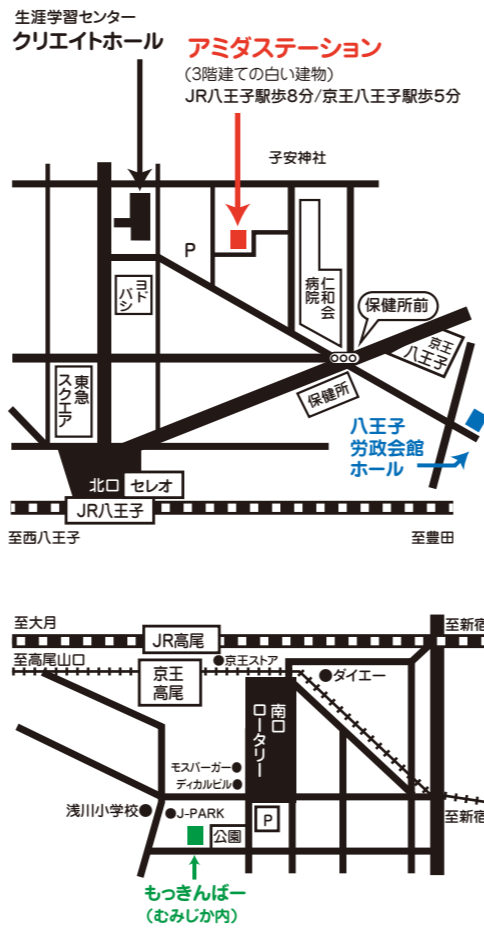 生涯学習センター
クリエイトホール
アミダステーション
(3階建ての白い建物)
JR八王子駅歩8分/京王八王子駅歩5分
子安神社
P
仁和会
病院
ヨド
バシ
保健所前
京王
八王子
東急
スクエア
保健所
八王子
労政会館
ホール
北口
セレオ
JR八王子
至西八王子
至豊田
至大月
至新宿
JR高尾
至高尾山口
京王
高尾
京王ストア
ダイエー
南口
ロータリー
モスバーガー
ディカルビル
浅川小学校
J-PARK
公園
P
至新宿
もっきんばー
(むみじか内)